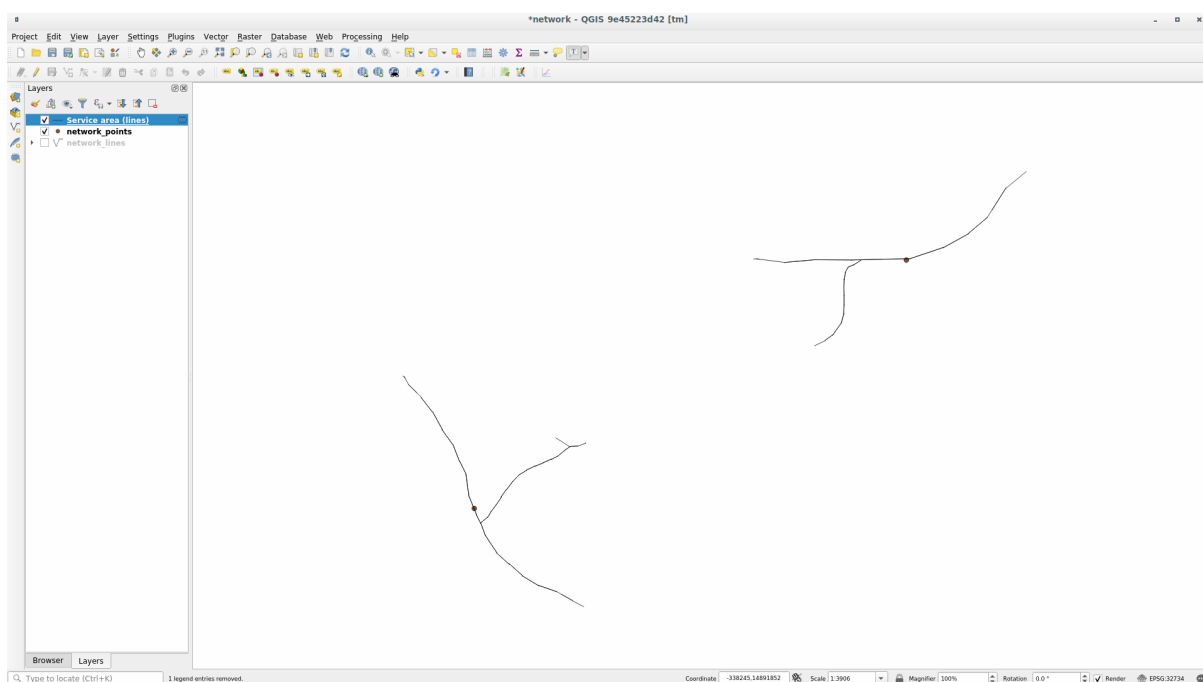 *network - QGIS 9e45223d42 [tm]
Project Edit View Layer Settings Plugins Vector Raster Database Web Processing Help
Layers
Service area (lines)
network_points
network_lines
Browser Layers
Type to locate (Ctrl+K) 1 legend entries removed. Coordinate -338245,14891852 Scale 1:3906 Magnifier 100% Rotation 0.0 ° Render EPSG:32734